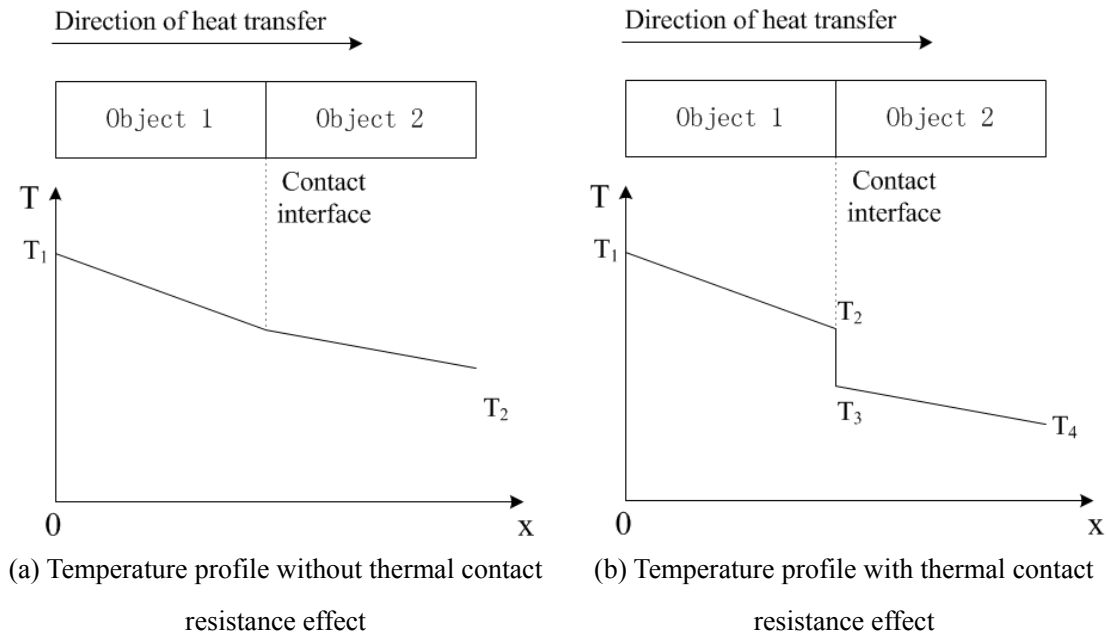 Direction of heat transfer
Object 1
Object 2
Contact
interface
T
T₁
T₂
0
x
(a) Temperature profile without thermal contact
resistance effect
Direction of heat transfer
Object 1
Object 2
Contact
interface
T
T₁
T₂
T₃
T₄
0
x
(b) Temperature profile with thermal contact
resistance effect